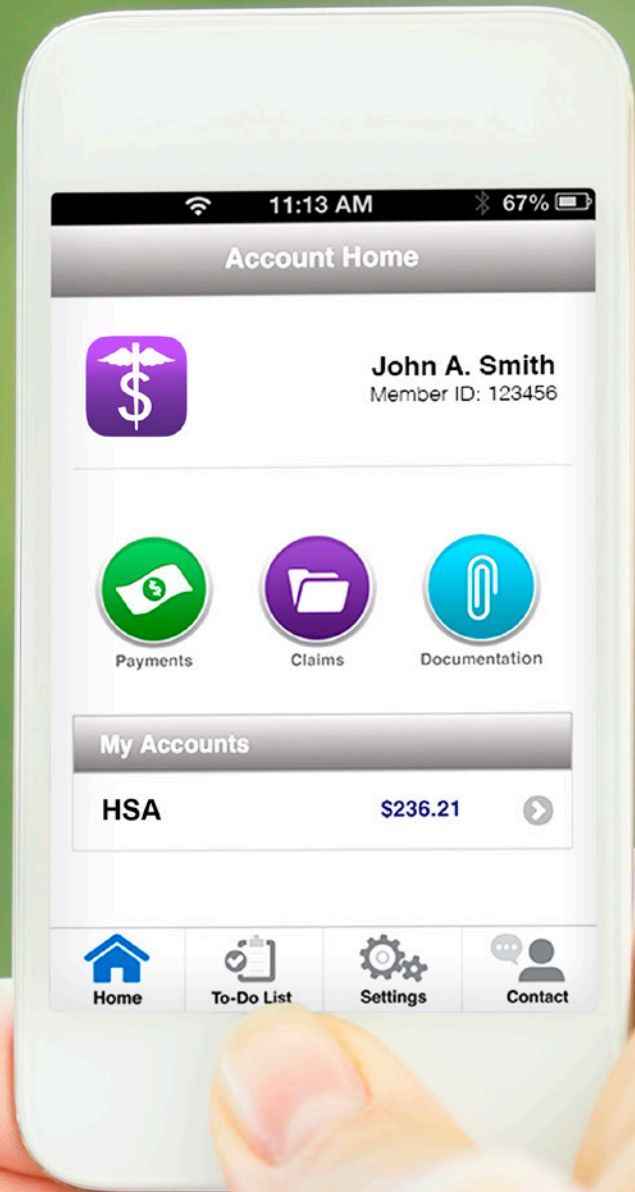 11:13 AM 67%
Account Home
$
John A. Smith
Member ID: 123456
$
Payments Claims Documentation
My Accounts
HSA $236.21
Home To-Do List Settings Contact